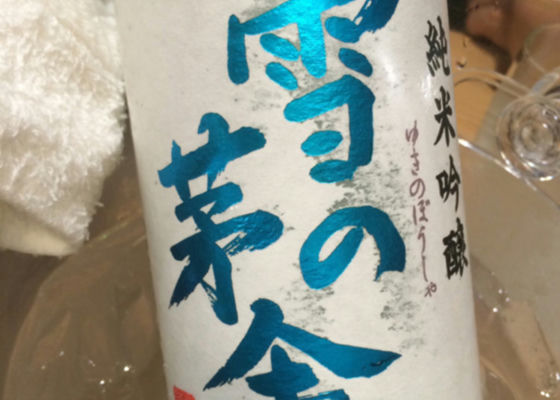 純米吟醸
ゆきのぼうしゃ
雪の
茅舎